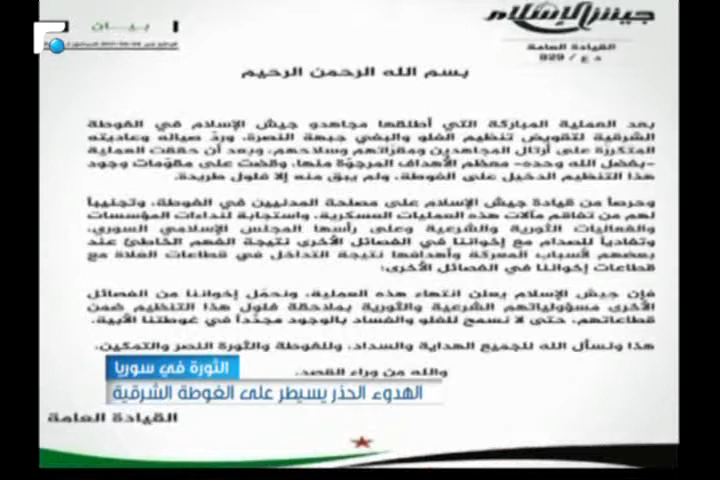 جيش الإسلام
القيادة العامة
د ع / 929
بيان
بسم الله الرحمن الرحيم
بعد العملية المباركة التي أطلقها مجاهدو جيش الإسلام في الغوطة
الشرقية لتقويض تنظيم الغلو والبغي جبهة النصرة، وردّ صياله وعاديته
المتكررة على أرتال المجاهدين ومقراتهم وسلاحهم، وبعد أن حققت العملية
-بفضل الله وحده- معظم الأهداف المرجوّة منها، وقضت على مقوّمات وجود
هذا التنظيم الدخيل على الغوطة، ولم يبق منه إلا فلول طريدة.
وحرصاً من قيادة جيش الإسلام على مصلحة المدنيين في الغوطة، وتجنيباً
لهم من تفاقم مآلات هذه العمليات العسكرية، واستجابة لنداءات المؤسسات
والفعاليات الثورية والشرعية وعلى رأسها المجلس الإسلامي السوري،
وتفادياً للصدام مع إخواننا في الفصائل الأخرى نتيجة الفهم الخاطئ عند
بعضهم لأسباب المعركة وأهدافها نتيجة التداخل في قطاعات الغلاة مع
قطاعات إخواننا في الفصائل الأخرى:
فإن جيش الإسلام يعلن انتهاء هذه العملية، ونحمّل إخواننا من الفصائل
الأخرى مسؤولياتهم الشرعية والثورية بملاحقة فلول هذا التنظيم ضمن
قطاعاتهم، حتى لا نسمح للغلو والفساد بالوجود مجدّداً في غوطتنا الأبية.
هذا ونسأل الله للجميع الهداية والسداد، وللغوطة والثورة النصر والتمكين.
والله من وراء القصد.
الثورة في سوريا
الهدوء الحذر يسيطر على الغوطة الشرقية
القيادة العامة